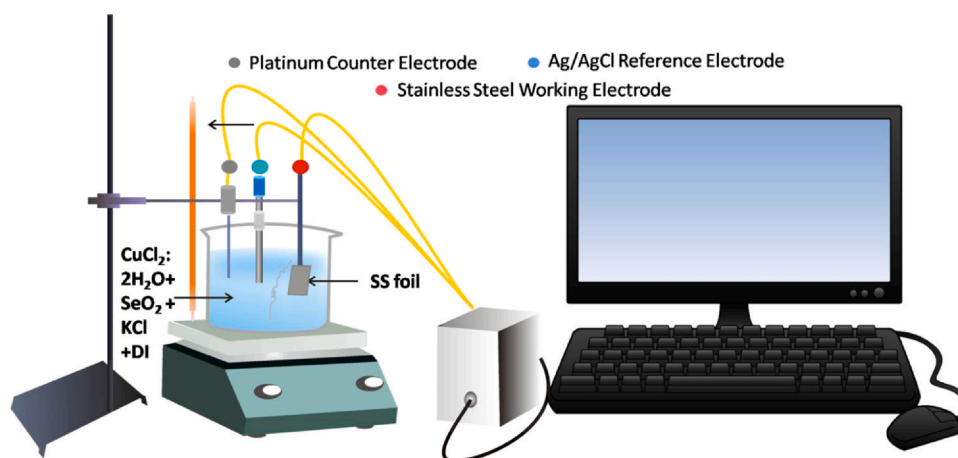 Platinum Counter Electrode
Ag/AgCl Reference Electrode
Stainless Steel Working Electrode
CuCl₂:
2H₂O+
SeO₂ +
KCl
+DI
SS foil